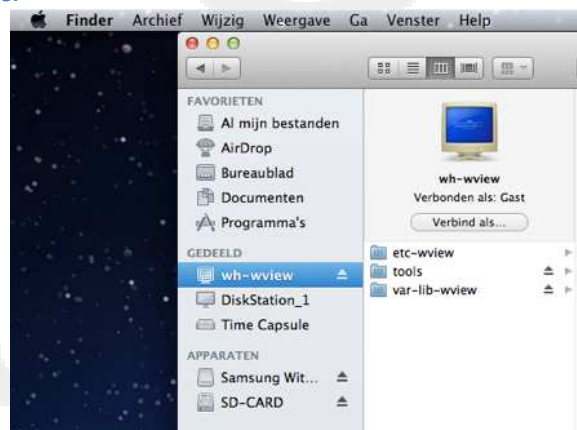 Finder Archief Wijzig Weergave Ga Venster Help
FAVORIETEN
Al mijn bestanden
AirDrop
Bureaublad
Documenten
Programma's
GEDEELD
wh-wview
DiskStation_1
Time Capsule
APPARATEN
Samsung Wit...
SD-CARD
wh-wview
Verbonden als: Gast
Verbind als...
etc-wview
tools
var-lib-wview